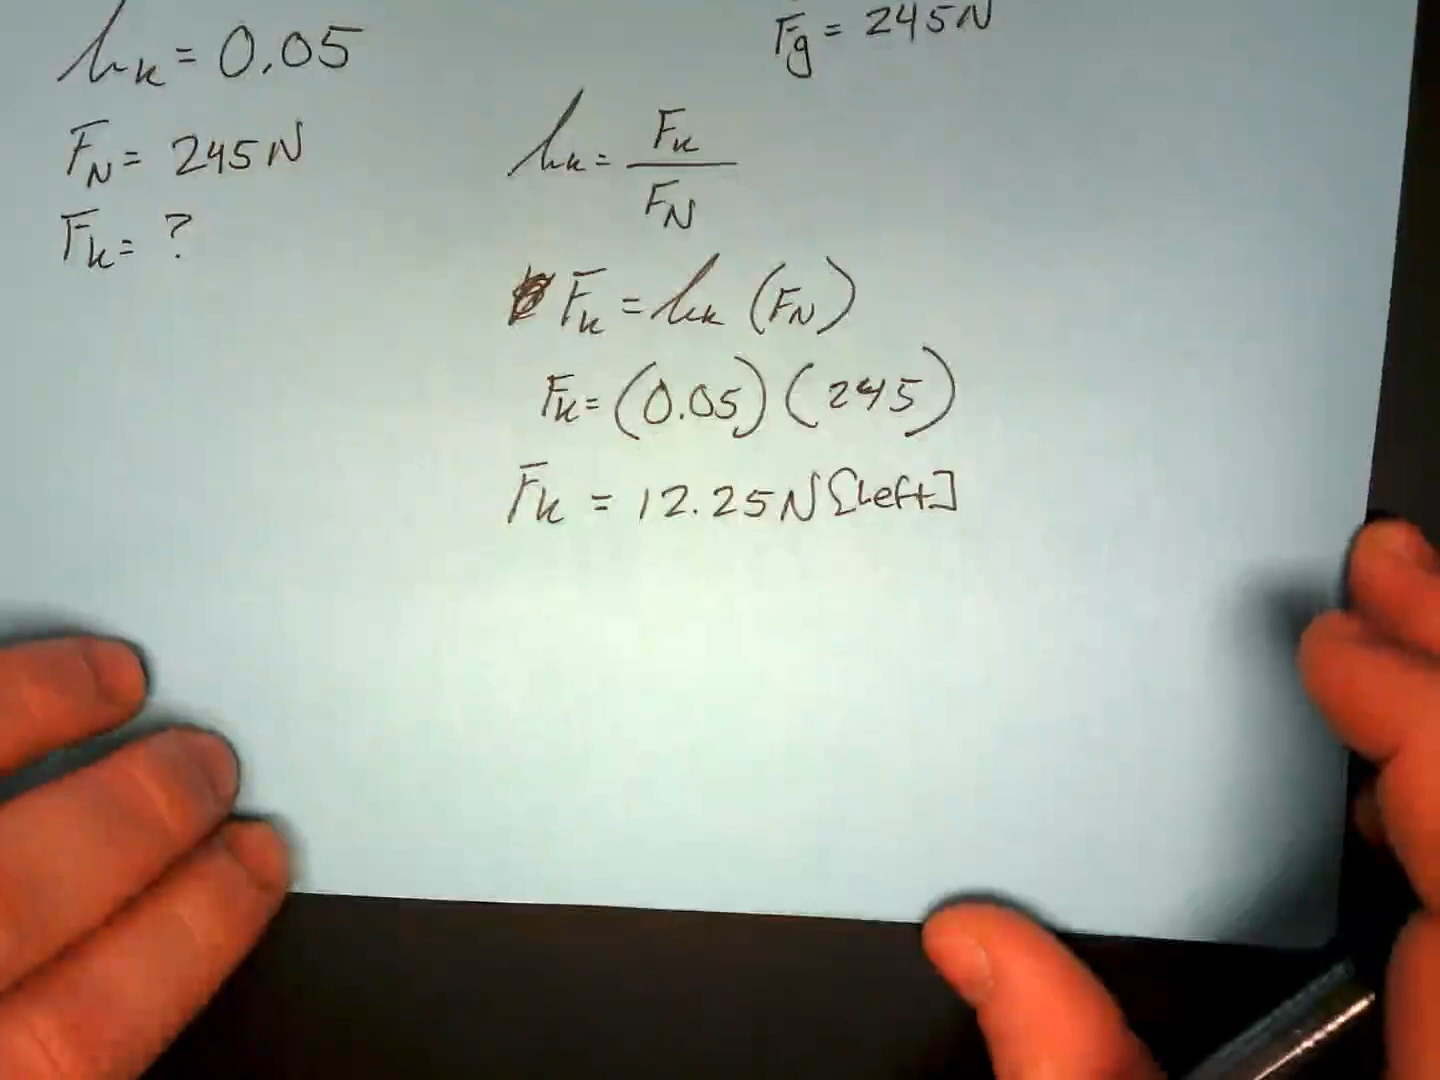 μk = 0.05
FN = 245N
Fk = ?
Fg = 245N
μk = Fk / FN
Fk = μk (FN)
Fk = (0.05) (245)
Fk = 12.25N [Left]